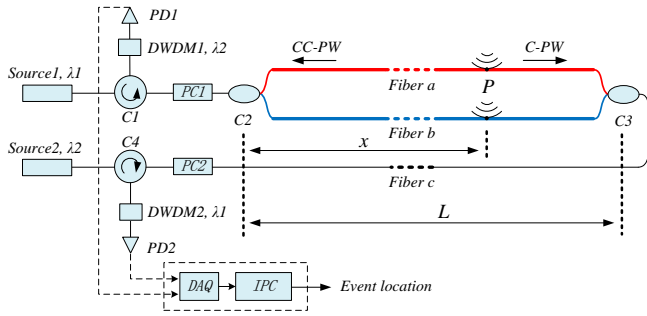 PD1
DWDM1, λ2
CC-PW
C-PW
Source1, λ1
PC1
Fiber a
P
C1
C2
C3
Fiber b
C4
Source2, λ2
x
PC2
Fiber c
DWDM2, λ1
L
PD2
DAQ
IPC
Event location